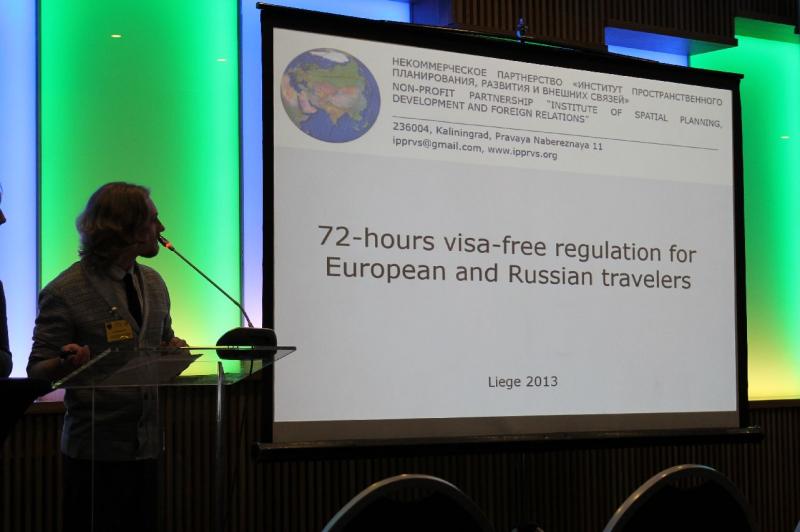 НЕКОММЕРЧЕСКОЕ ПАРТНЕРСТВО «ИНСТИТУТ ПРОСТРАНСТВЕННОГО
ПЛАНИРОВАНИЯ, РАЗВИТИЯ И ВНЕШНИХ СВЯЗЕЙ»
NON-PROFIT PARTNERSHIP "INSTITUTE OF SPATIAL PLANNING,
DEVELOPMENT AND FOREIGN RELATIONS"
236004, Kaliningrad, Pravaya Nabereznaya 11
ipprvs@gmail.com, www.ipprvs.org
72-hours visa-free regulation for
European and Russian travelers
Liege 2013